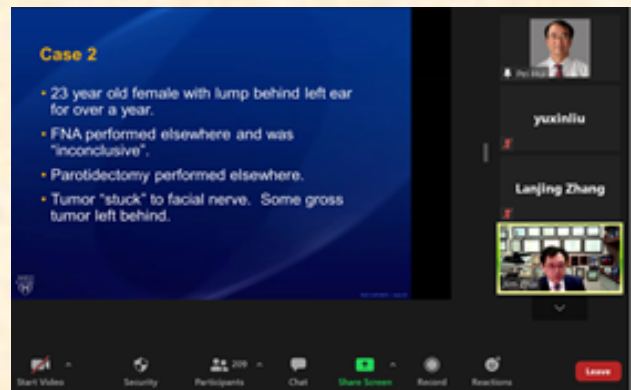 Case 2
• 23 year old female with lump behind left ear
for over a year.
• FNA performed elsewhere and was
"inconclusive".
• Parotidectomy performed elsewhere.
• Tumor "stuck" to facial nerve. Some gross
tumor left behind.
Pei Hui
yuxinliu
Lanjing Zhang
Start Video
Security
209
Participants
Chat
Share Screen
Record
Reactions
Leave